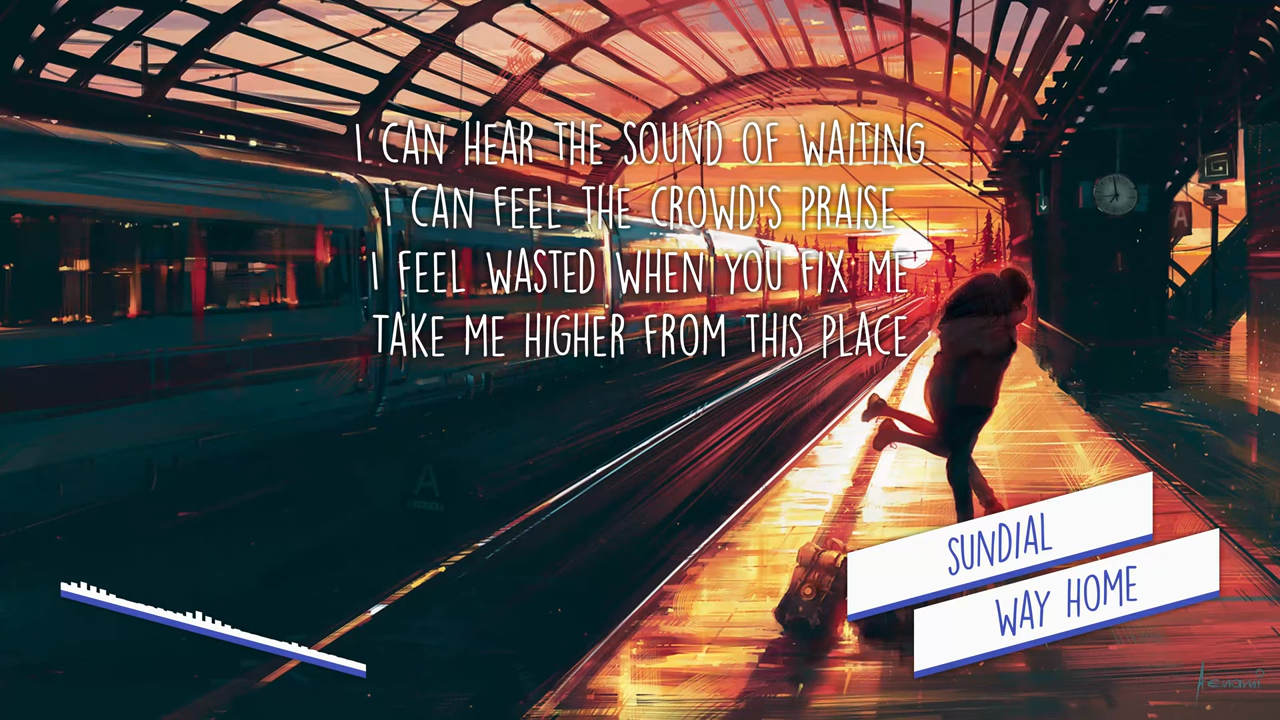 I CAN HEAR THE SOUND OF WAITING
I CAN FEEL THE CROWD'S PRAISE
I FEEL WASTED WHEN YOU FIX ME
TAKE ME HIGHER FROM THIS PLACE
A
A
SUNDIAL
WAY HOME
Aenami